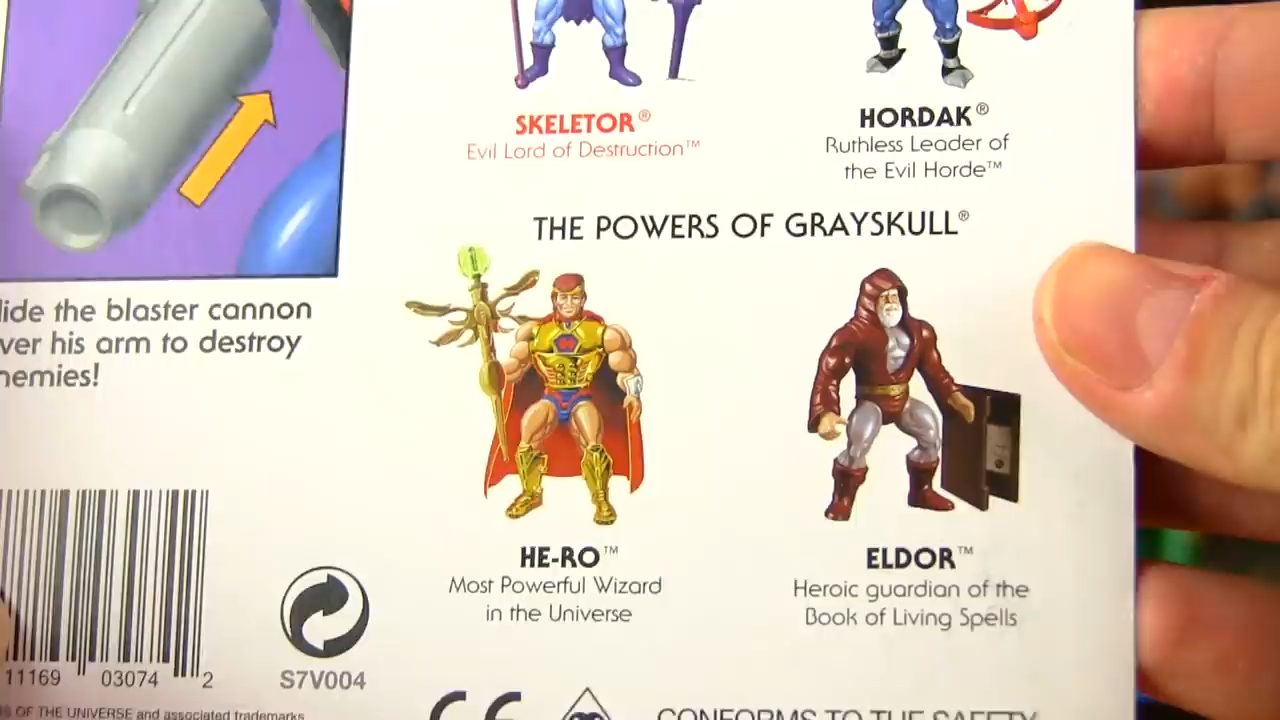 SKELETOR®
Evil Lord of Destruction™
HORDAK®
Ruthless Leader of
the Evil Horde™
THE POWERS OF GRAYSKULL®
lide the blaster cannon
ver his arm to destroy
nemies!
HE-RO™
Most Powerful Wizard
in the Universe
ELDOR™
Heroic guardian of the
Book of Living Spells
11169 03074 2
S7V004
OF THE UNIVERSE and associated trademarks
CE
CONFORMS TO THE SAFETY